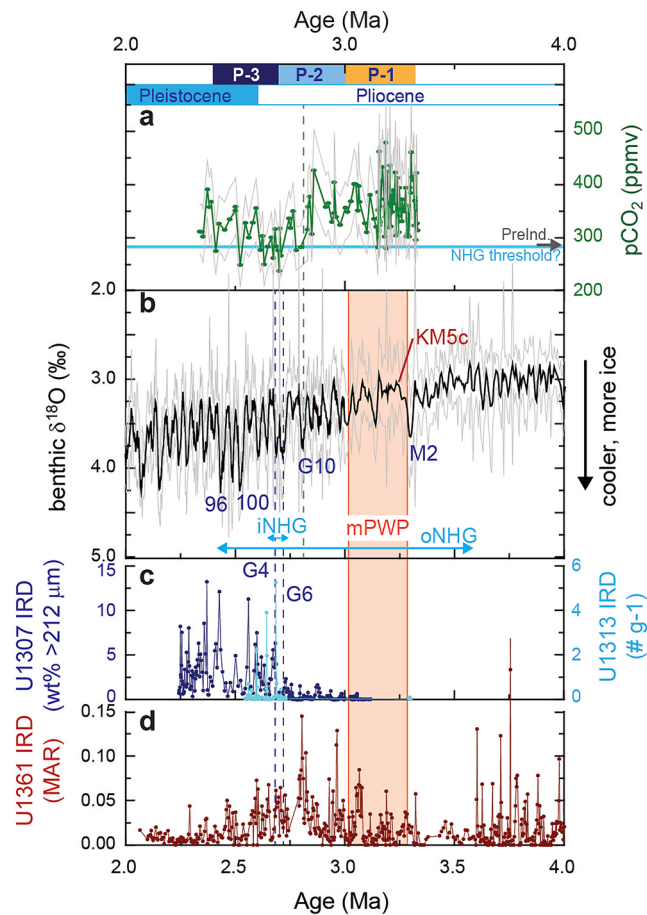 Age (Ma)
2.0 3.0 4.0
P-3 P-2 P-1
Pleistocene Pliocene
a
500
400
300
200
pCO2 (ppmv)
PreInd.
NHG threshold?
b
2.0
3.0
4.0
5.0
benthic δ18O (‰)
KM5c
M2
G10
96 100
cooler, more ice
iNHG mPWP oNHG
c
G4
G6
15
10
5
0
U1307 IRD
(wt% >212 μm)
6
4
2
0
U1313 IRD
(# g-1)
d
0.15
0.10
0.05
0.00
U1361 IRD
(MAR)
2.0 2.5 3.0 3.5 4.0
Age (Ma)